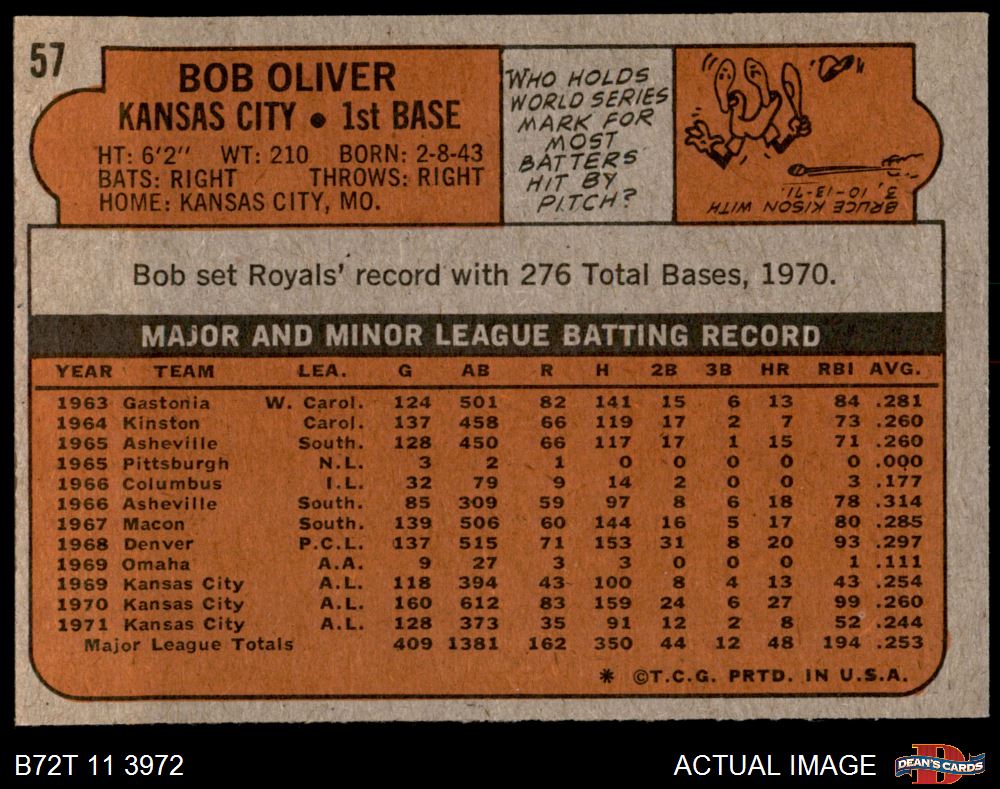 57
BOB OLIVER
KANSAS CITY • 1st BASE
HT: 6'2" WT: 210 BORN: 2-8-43
BATS: RIGHT THROWS: RIGHT
HOME: KANSAS CITY, MO.
WHO HOLDS
WORLD SERIES
MARK FOR
MOST
BATTERS
HIT BY
PITCH?
BRUCE KISON WITH
3, 10-13-71.
Bob set Royals' record with 276 Total Bases, 1970.
MAJOR AND MINOR LEAGUE BATTING RECORD
YEAR TEAM LEA. G AB R H 2B 3B HR RBI AVG.
1963 Gastonia W. Carol. 124 501 82 141 15 6 13 84 .281
1964 Kinston Carol. 137 458 66 119 17 2 7 73 .260
1965 Asheville South. 128 450 66 117 17 1 15 71 .260
1965 Pittsburgh N.L. 3 2 1 0 0 0 0 0 .000
1966 Columbus I.L. 32 79 9 14 2 0 0 3 .177
1966 Asheville South. 85 309 59 97 8 6 18 78 .314
1967 Macon South. 139 506 60 144 16 5 17 80 .285
1968 Denver P.C.L. 137 515 71 153 31 8 20 93 .297
1969 Omaha A.A. 9 27 3 3 0 0 0 1 .111
1969 Kansas City A.L. 118 394 43 100 8 4 13 43 .254
1970 Kansas City A.L. 160 612 83 159 24 6 27 99 .260
1971 Kansas City A.L. 128 373 35 91 12 2 8 52 .244
Major League Totals 409 1381 162 350 44 12 48 194 .253
* ©T.C.G. PRTD. IN U.S.A.
B72T 11 3972
ACTUAL IMAGE
D
DEAN'S CARDS